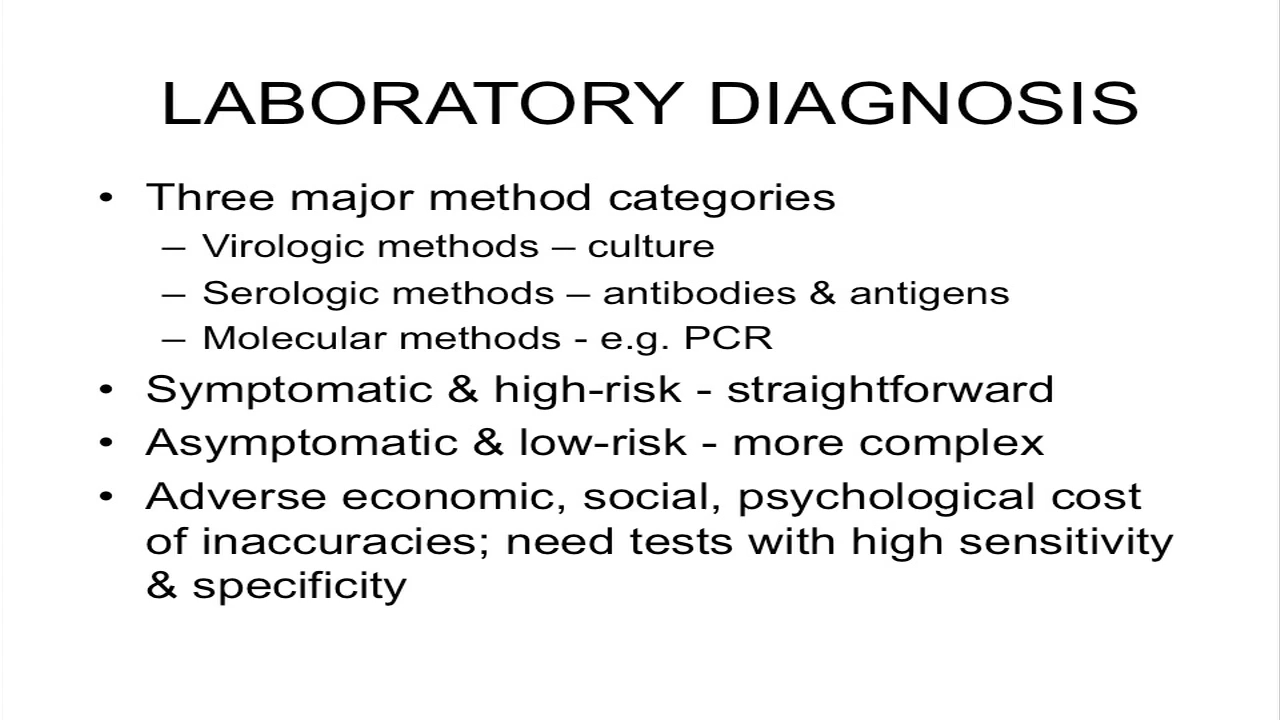 LABORATORY DIAGNOSIS
• Three major method categories
– Virologic methods – culture
– Serologic methods – antibodies & antigens
– Molecular methods - e.g. PCR
• Symptomatic & high-risk - straightforward
• Asymptomatic & low-risk - more complex
• Adverse economic, social, psychological cost
of inaccuracies; need tests with high sensitivity
& specificity